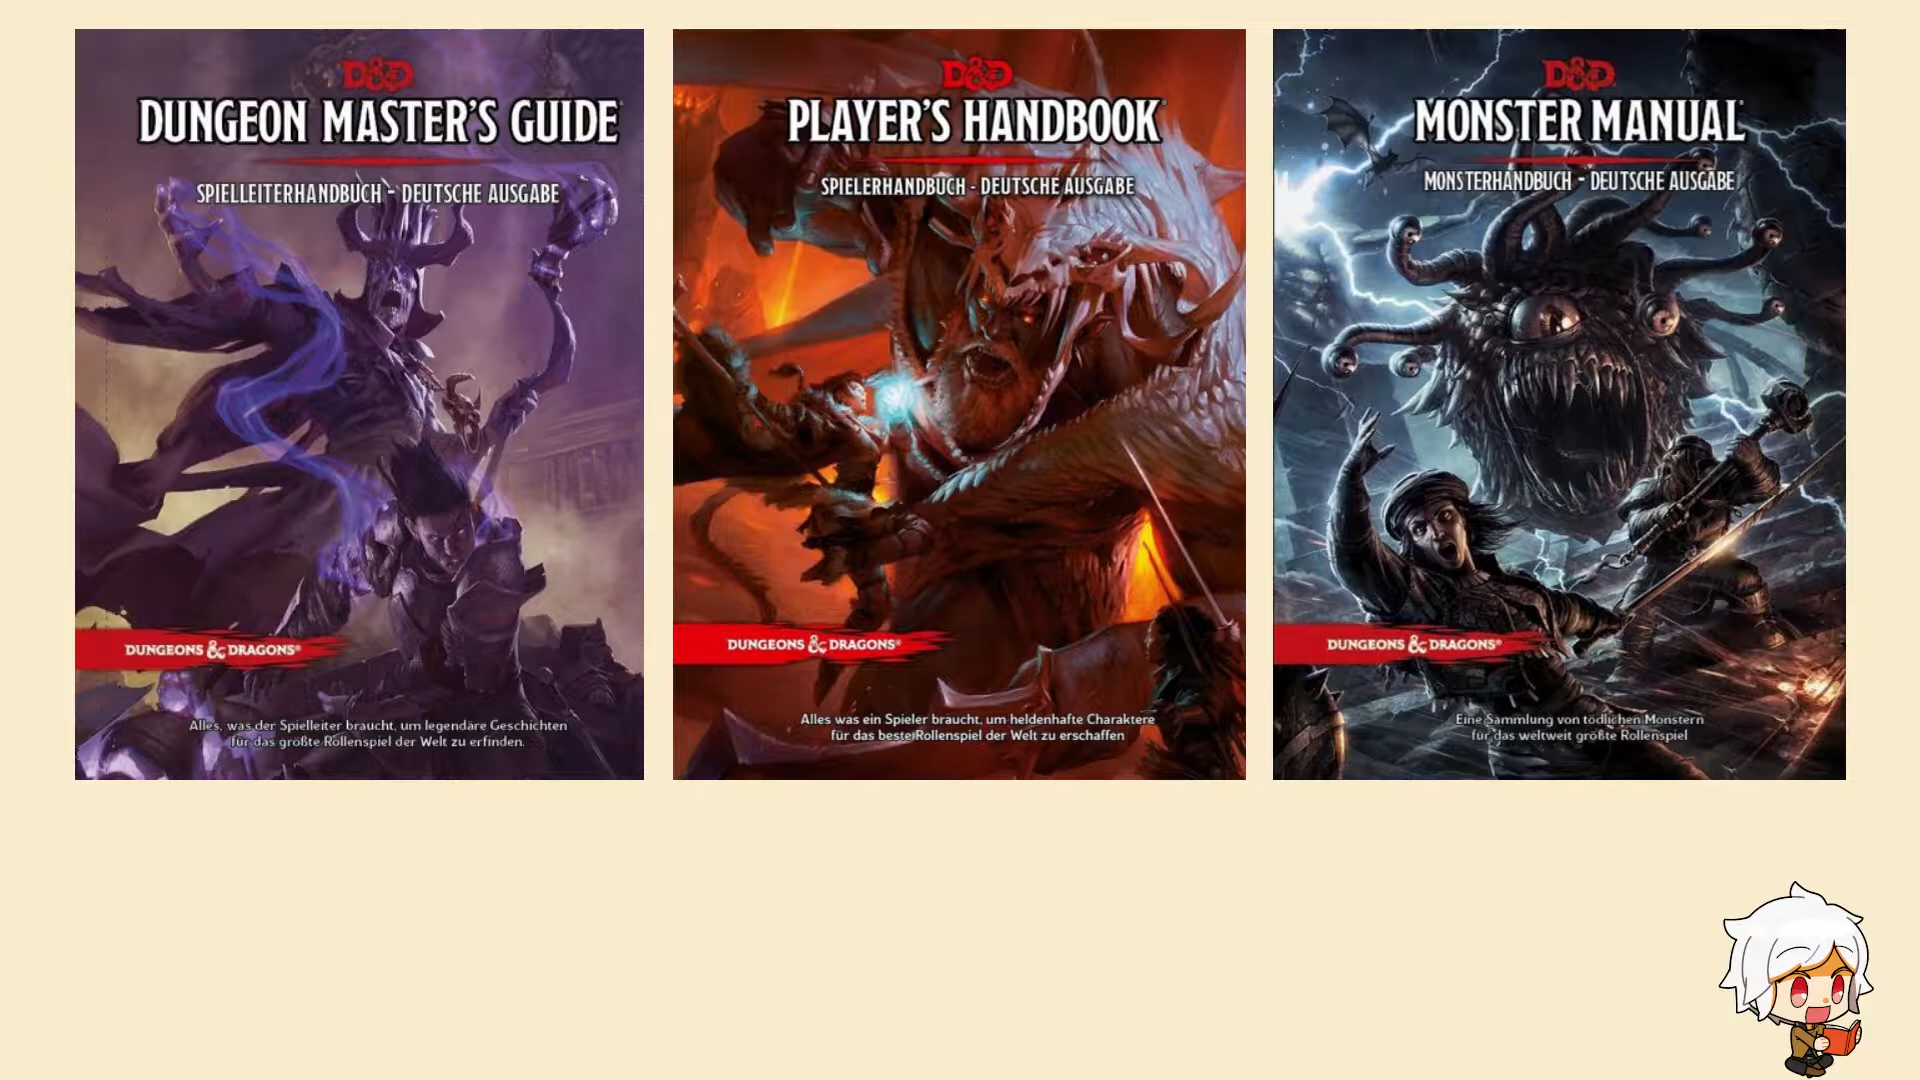 D&D
DUNGEON MASTER'S GUIDE
SPIELLEITERHANDBUCH - DEUTSCHE AUSGABE
DUNGEONS & DRAGONS®
Alles, was der Spielleiter braucht, um legendäre Geschichten
für das größte Rollenspiel der Welt zu erfinden.
D&D
PLAYER'S HANDBOOK®
SPIELERHANDBUCH - DEUTSCHE AUSGABE
DUNGEONS & DRAGONS®
Alles was ein Spieler braucht, um heldenhafte Charaktere
für das beste Rollenspiel der Welt zu erschaffen
D&D
MONSTER MANUAL®
MONSTERHANDBUCH - DEUTSCHE AUSGABE
DUNGEONS & DRAGONS®
Eine Sammlung von tödlichen Monstern
für das weltweit größte Rollenspiel